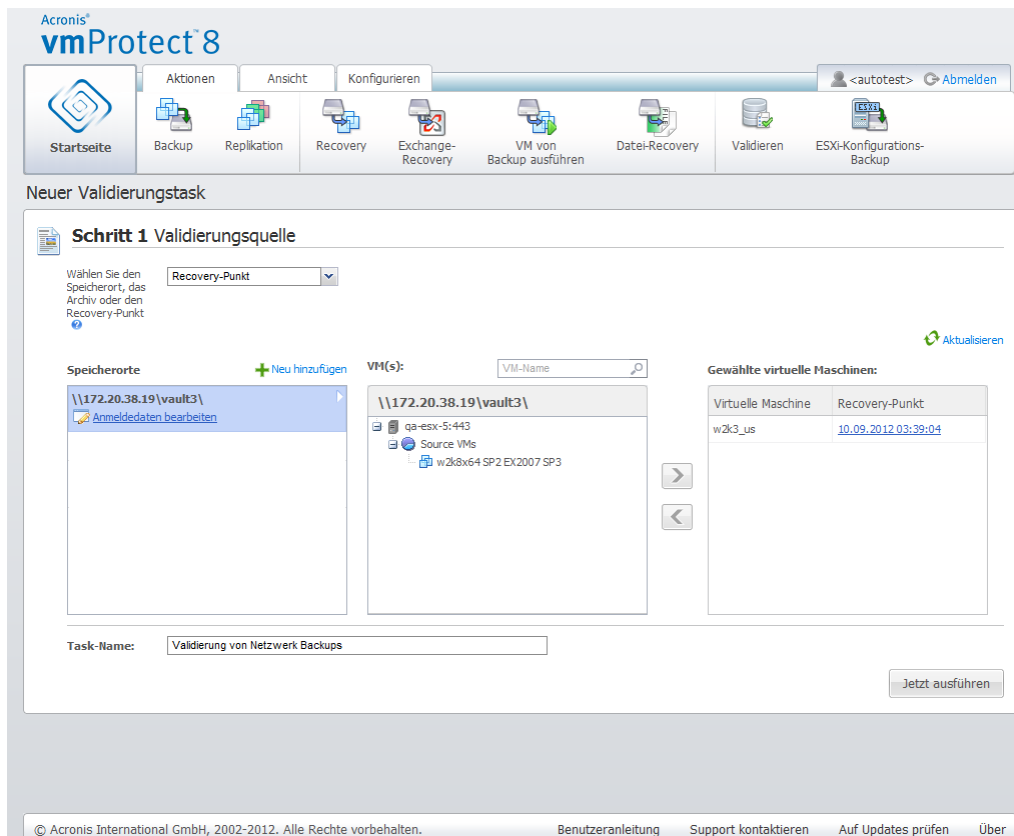 Acronis®
vmProtect™ 8
Aktionen
Ansicht
Konfigurieren
<autotest>
Abmelden
Startseite
Backup
Replikation
Recovery
Exchange-
Recovery
VM von
Backup ausführen
Datei-Recovery
Validieren
ESXi
ESXi-Konfigurations-
Backup
Neuer Validierungstask
Schritt 1 Validierungsquelle
Wählen Sie den
Speicherort, das
Archiv oder den
Recovery-Punkt
Recovery-Punkt
Aktualisieren
Speicherorte
Neu hinzufügen
VM(s):
VM-Name
Gewählte virtuelle Maschinen:
\\172.20.38.19\vault3\
Anmeldedaten bearbeiten
\\172.20.38.19\vault3\
qa-esx-5:443
Source VMs
w2k8x64 SP2 EX2007 SP3
Virtuelle Maschine
Recovery-Punkt
w2k3_us
10.09.2012 03:39:04
Task-Name:
Validierung von Netzwerk Backups
Jetzt ausführen
© Acronis International GmbH, 2002-2012. Alle Rechte vorbehalten.
Benutzeranleitung
Support kontaktieren
Auf Updates prüfen
Über